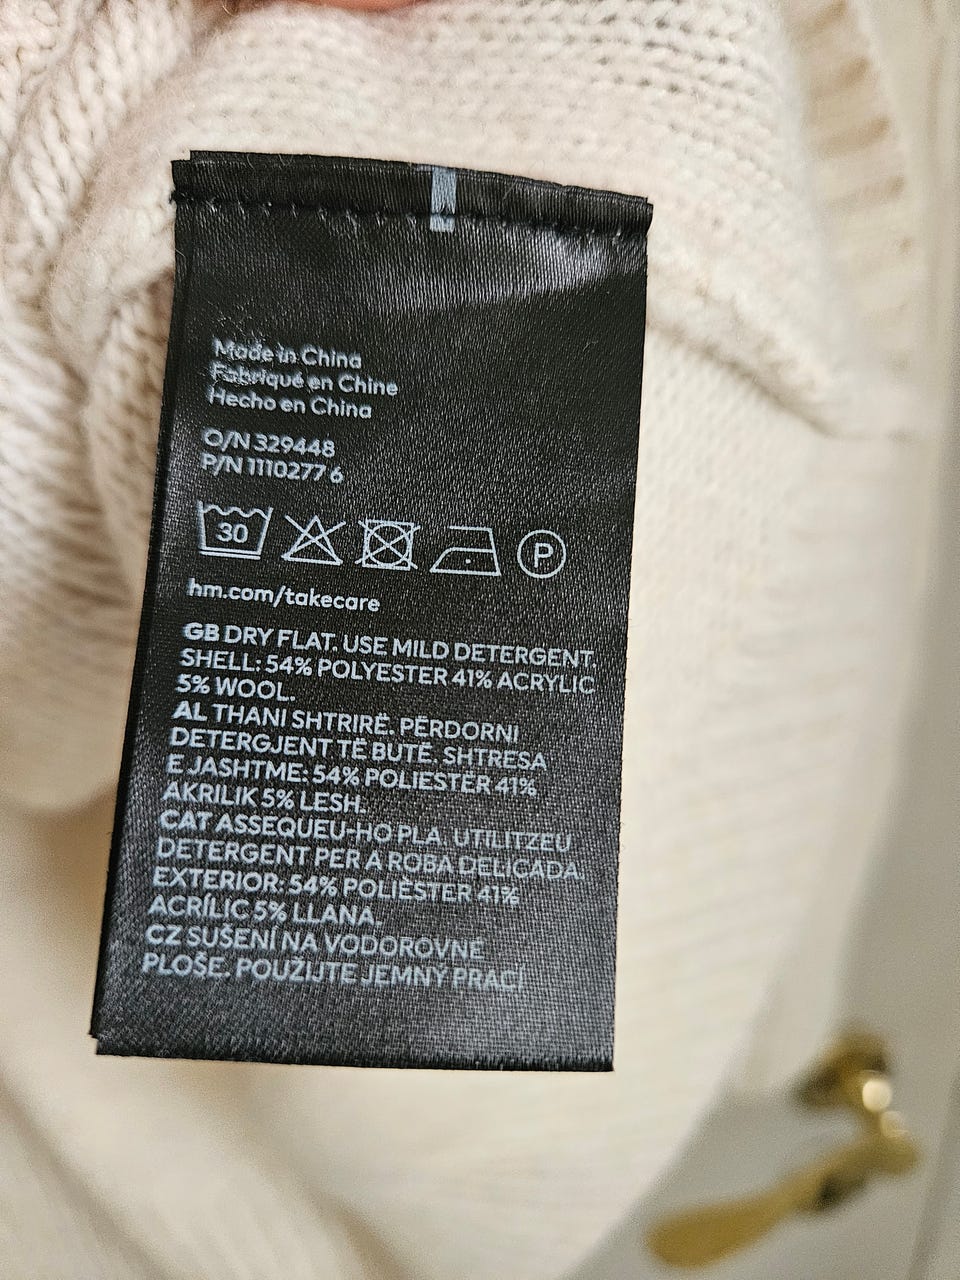 Made in China
Fabriqué en Chine
Hecho en China
O/N 329448
P/N 1110277 6
30 P
hm.com/takecare
GB DRY FLAT. USE MILD DETERGENT.
SHELL: 54% POLYESTER 41% ACRYLIC
5% WOOL.
AL THANI SHTRIRË. PËRDORNI
DETERGJENT TË BUTË. SHTRESA
E JASHTME: 54% POLIESTËR 41%
AKRILIK 5% LESH.
CAT ASSEQUEU-HO PLA. UTILITZEU
DETERGENT PER A ROBA DELICADA.
EXTERIOR: 54% POLIÈSTER 41%
ACRÍLIC 5% LLANA.
CZ SUŠENÍ NA VODOROVNÉ
PLOŠE. POUŽIJTE JEMNÝ PRACÍ